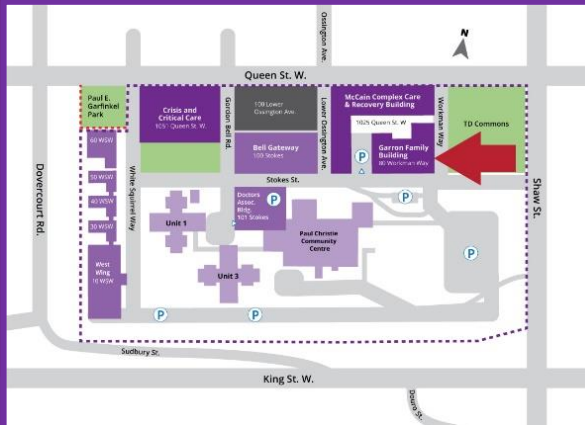 Ossington Ave.
N
Queen St. W.
Paul E.
Garfinkel
Park
Crisis and
Critical Care
1051 Queen St. W.
Gordon Bell Rd.
100 Lower
Ossington Ave.
Bell Gateway
100 Stokes
Lower Ossington Ave.
McCain Complex Care
& Recovery Building
1025 Queen St. W.
P
Garron Family
Building
80 Workman Way
Workman Way
TD Commons
60 WSW
50 WSW
40 WSW
30 WSW
West
Wing
10 WSW
White Squirrel Way
Dovercourt Rd.
Stokes St.
Shaw St.
Unit 1
Doctors
Assoc.
Bldg.
101 Stokes
P
Paul Christie
Community
Centre
P
P
Unit 3
P
P
Sudbury St.
King St. W.
Douro St.